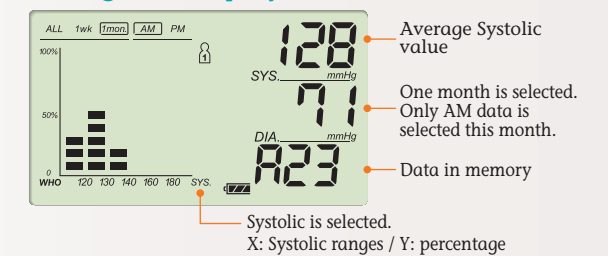 ALL 1wk 1mon. AM PM
100%
1
128
SYS. mmHg
71
50%
DIA. mmHg
A23
0
WHO 120 130 140 160 180 SYS.
Average Systolic
value
One month is selected.
Only AM data is
selected this month.
Data in memory
Systolic is selected.
X: Systolic ranges / Y: percentage